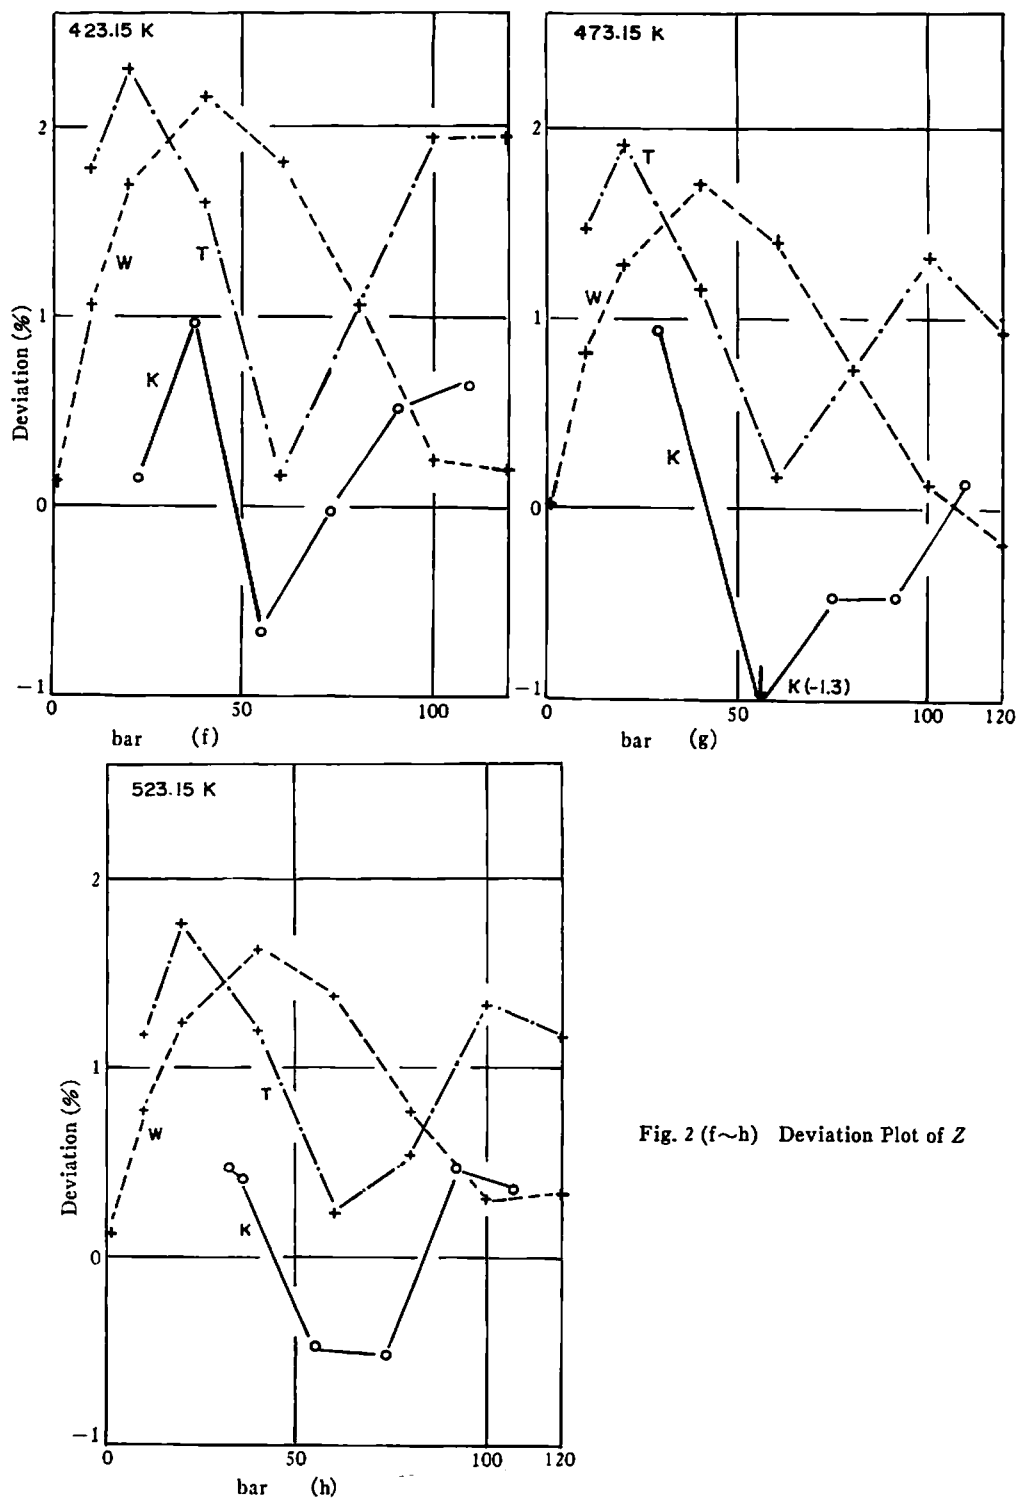 423.15 K
2
1
0
-1
Deviation (%)
W
T
K
0
50
100
bar (f)
473.15 K
2
1
0
-1
T
W
K
K (-1.3)
0
50
100
120
bar (g)
523.15 K
2
1
0
-1
Deviation (%)
W
T
K
0
50
100
120
bar (h)
Fig. 2 (f~h) Deviation Plot of Z